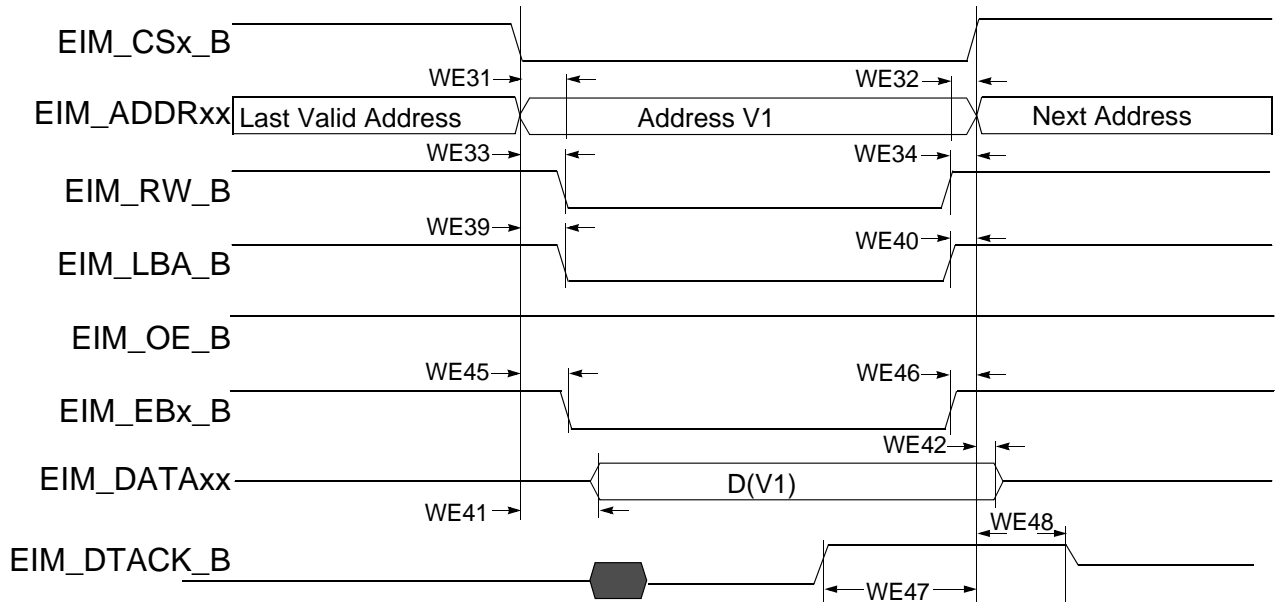 EIM_CSx_B
WE31
WE32
EIM_ADDRxx
Last Valid Address
Address V1
Next Address
WE33
WE34
EIM_RW_B
WE39
WE40
EIM_LBA_B
EIM_OE_B
WE45
WE46
EIM_EBx_B
WE42
EIM_DATAxx
D(V1)
WE41
WE48
EIM_DTACK_B
WE47